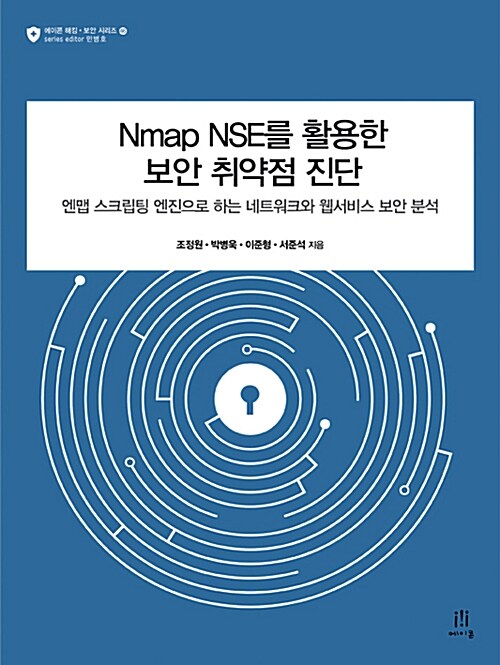 에이콘 해킹 • 보안 시리즈
series editor 민병호
Nmap NSE를 활용한
보안 취약점 진단
엔맵 스크립팅 엔진으로 하는 네트워크와 웹서비스 보안 분석
조정원 • 박병욱 • 이준형 • 서준석 지음
에이콘